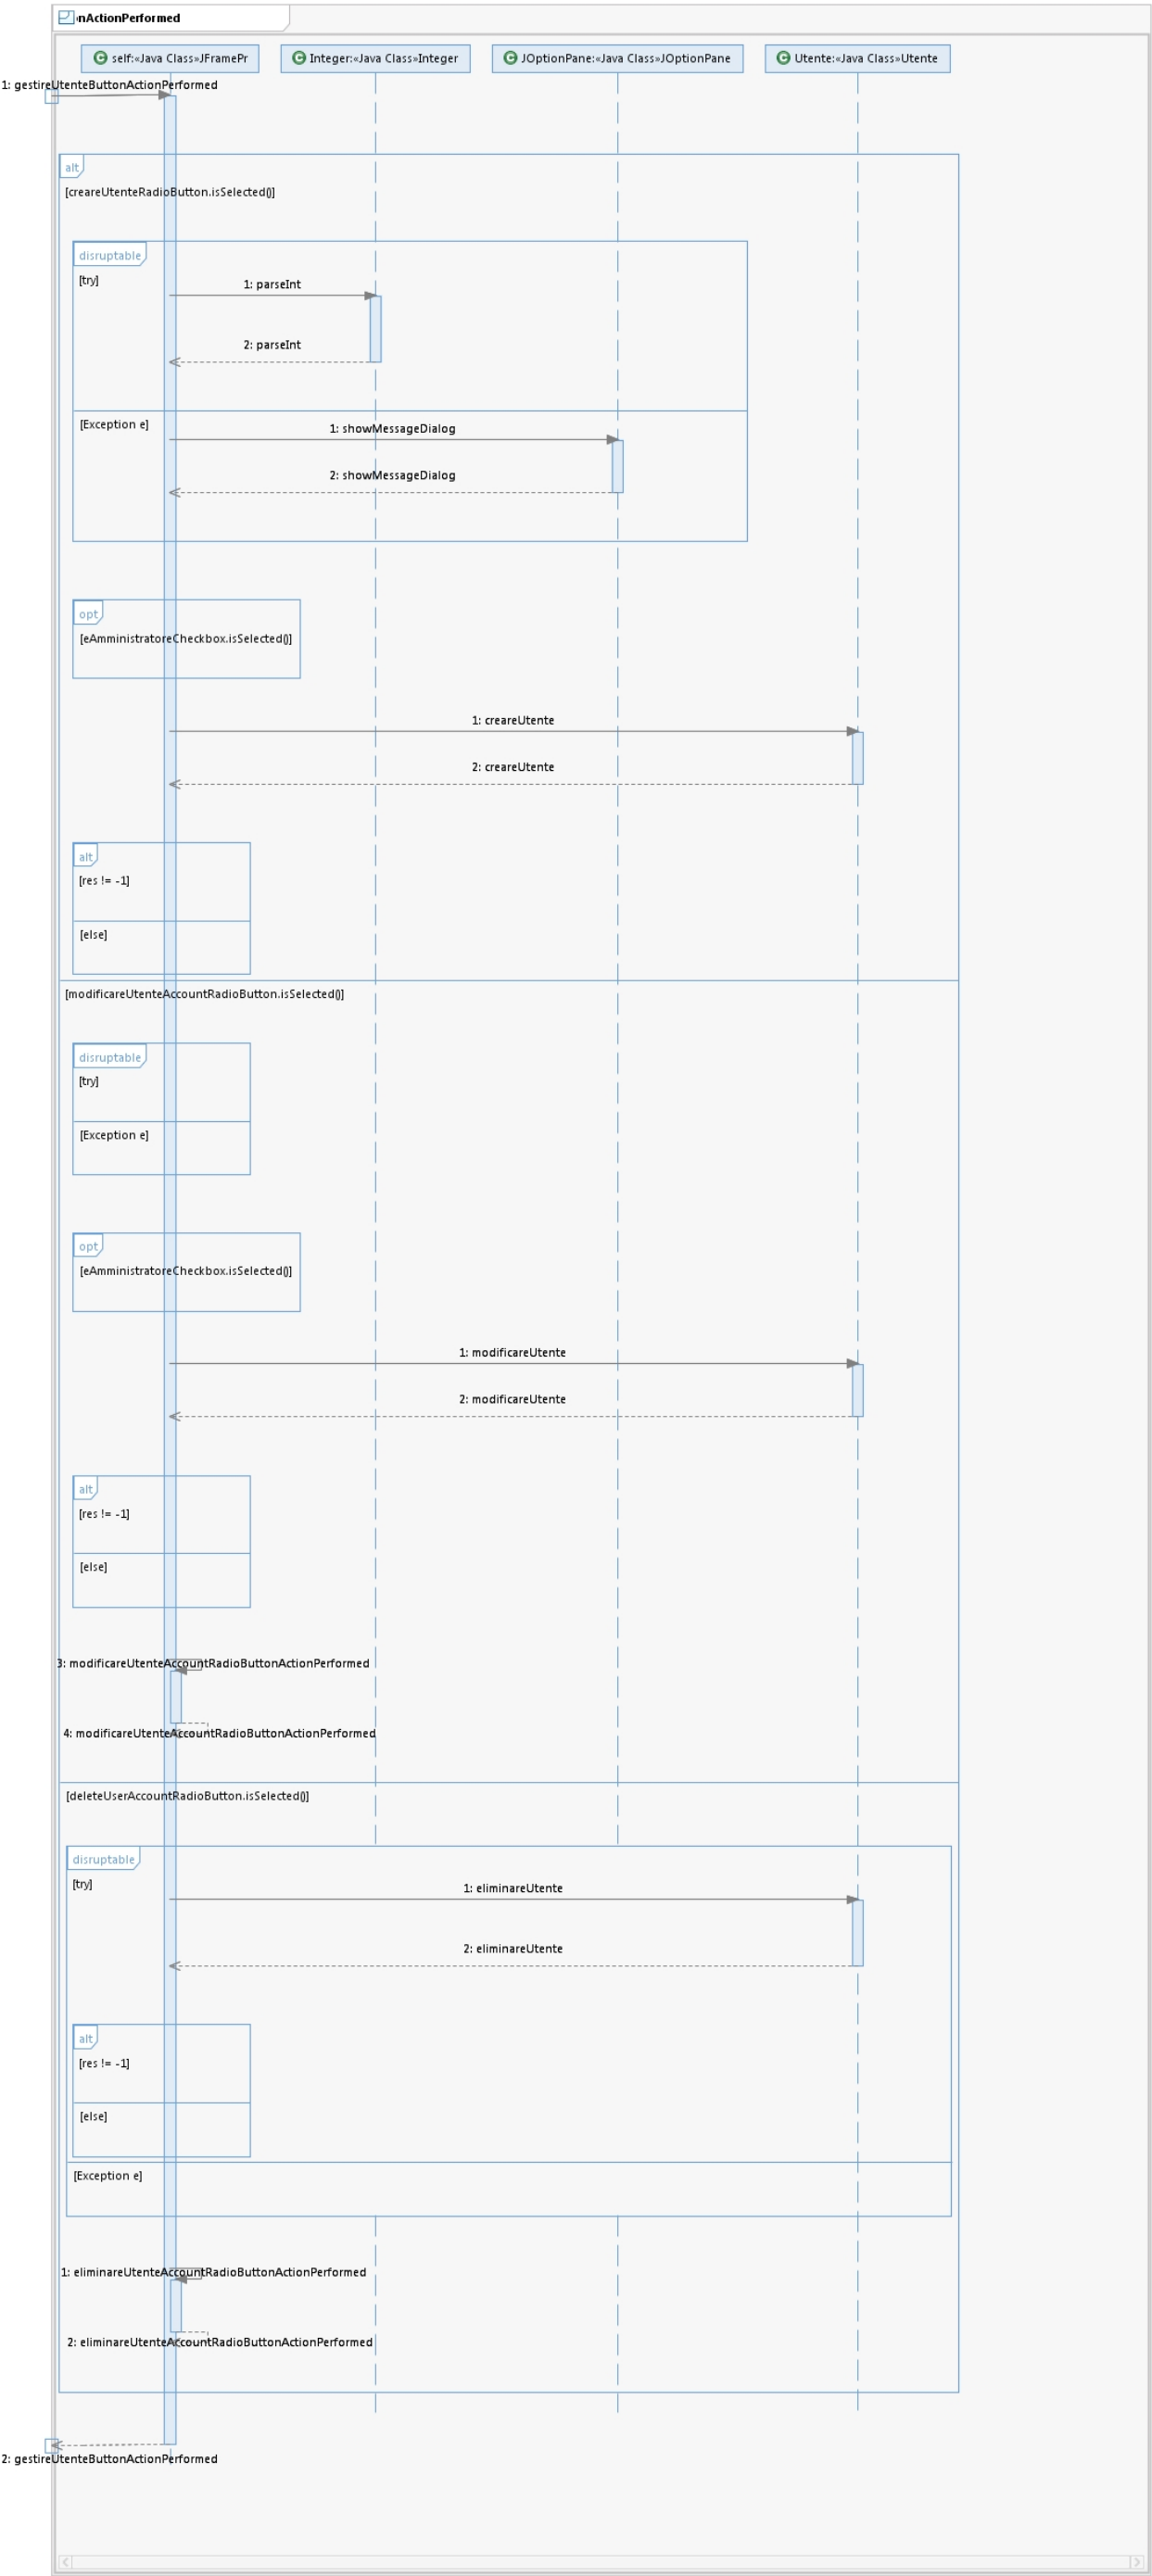 nActionPerformed
self:«Java Class»JFramePr
Integer:«Java Class»Integer
JOptionPane:«Java Class»JOptionPane
Utente:«Java Class»Utente
1: gestireUtenteButtonActionPerformed
alt
[creareUtenteRadioButton.isSelected()]
disruptable
[try]
1: parseInt
2: parseInt
[Exception e]
1: showMessageDialog
2: showMessageDialog
opt
[eAmministratoreCheckbox.isSelected()]
1: creareUtente
2: creareUtente
alt
[res != -1]
[else]
[modificareUtenteAccountRadioButton.isSelected()]
disruptable
[try]
[Exception e]
opt
[eAmministratoreCheckbox.isSelected()]
1: modificareUtente
2: modificareUtente
alt
[res != -1]
[else]
3: modificareUtenteAccountRadioButtonActionPerformed
4: modificareUtenteAccountRadioButtonActionPerformed
[deleteUserAccountRadioButton.isSelected()]
disruptable
[try]
1: eliminareUtente
2: eliminareUtente
alt
[res != -1]
[else]
[Exception e]
1: eliminareUtenteAccountRadioButtonActionPerformed
2: eliminareUtenteAccountRadioButtonActionPerformed
2: gestireUtenteButtonActionPerformed